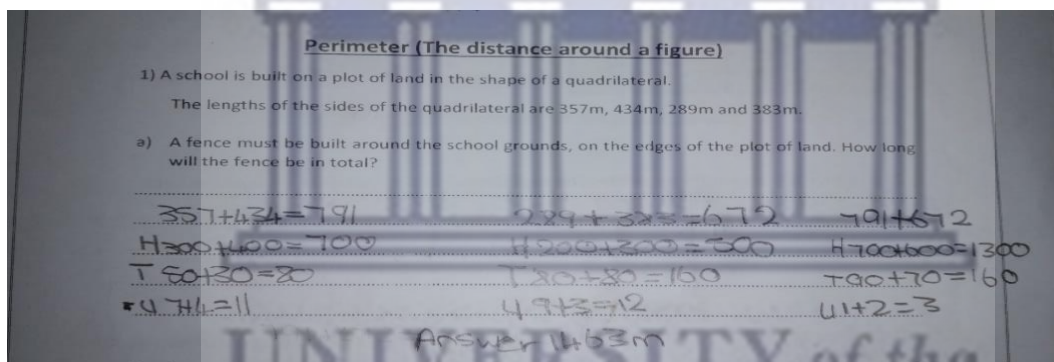 Perimeter (The distance around a figure)
1) A school is built on a plot of land in the shape of a quadrilateral.
The lengths of the sides of the quadrilateral are 357m, 434m, 289m and 383m.
a) A fence must be built around the school grounds, on the edges of the plot of land. How long
will the fence be in total?
357+434=791 289+383=672 791+672
H300+400=700 H200+300=500 H700+600=1300
T 50+30=80 T80+80=160 T90+70=160
U 7+4=11 U 9+3=12 U1+2=3
Answer 1463m
UNIVERSITY of the